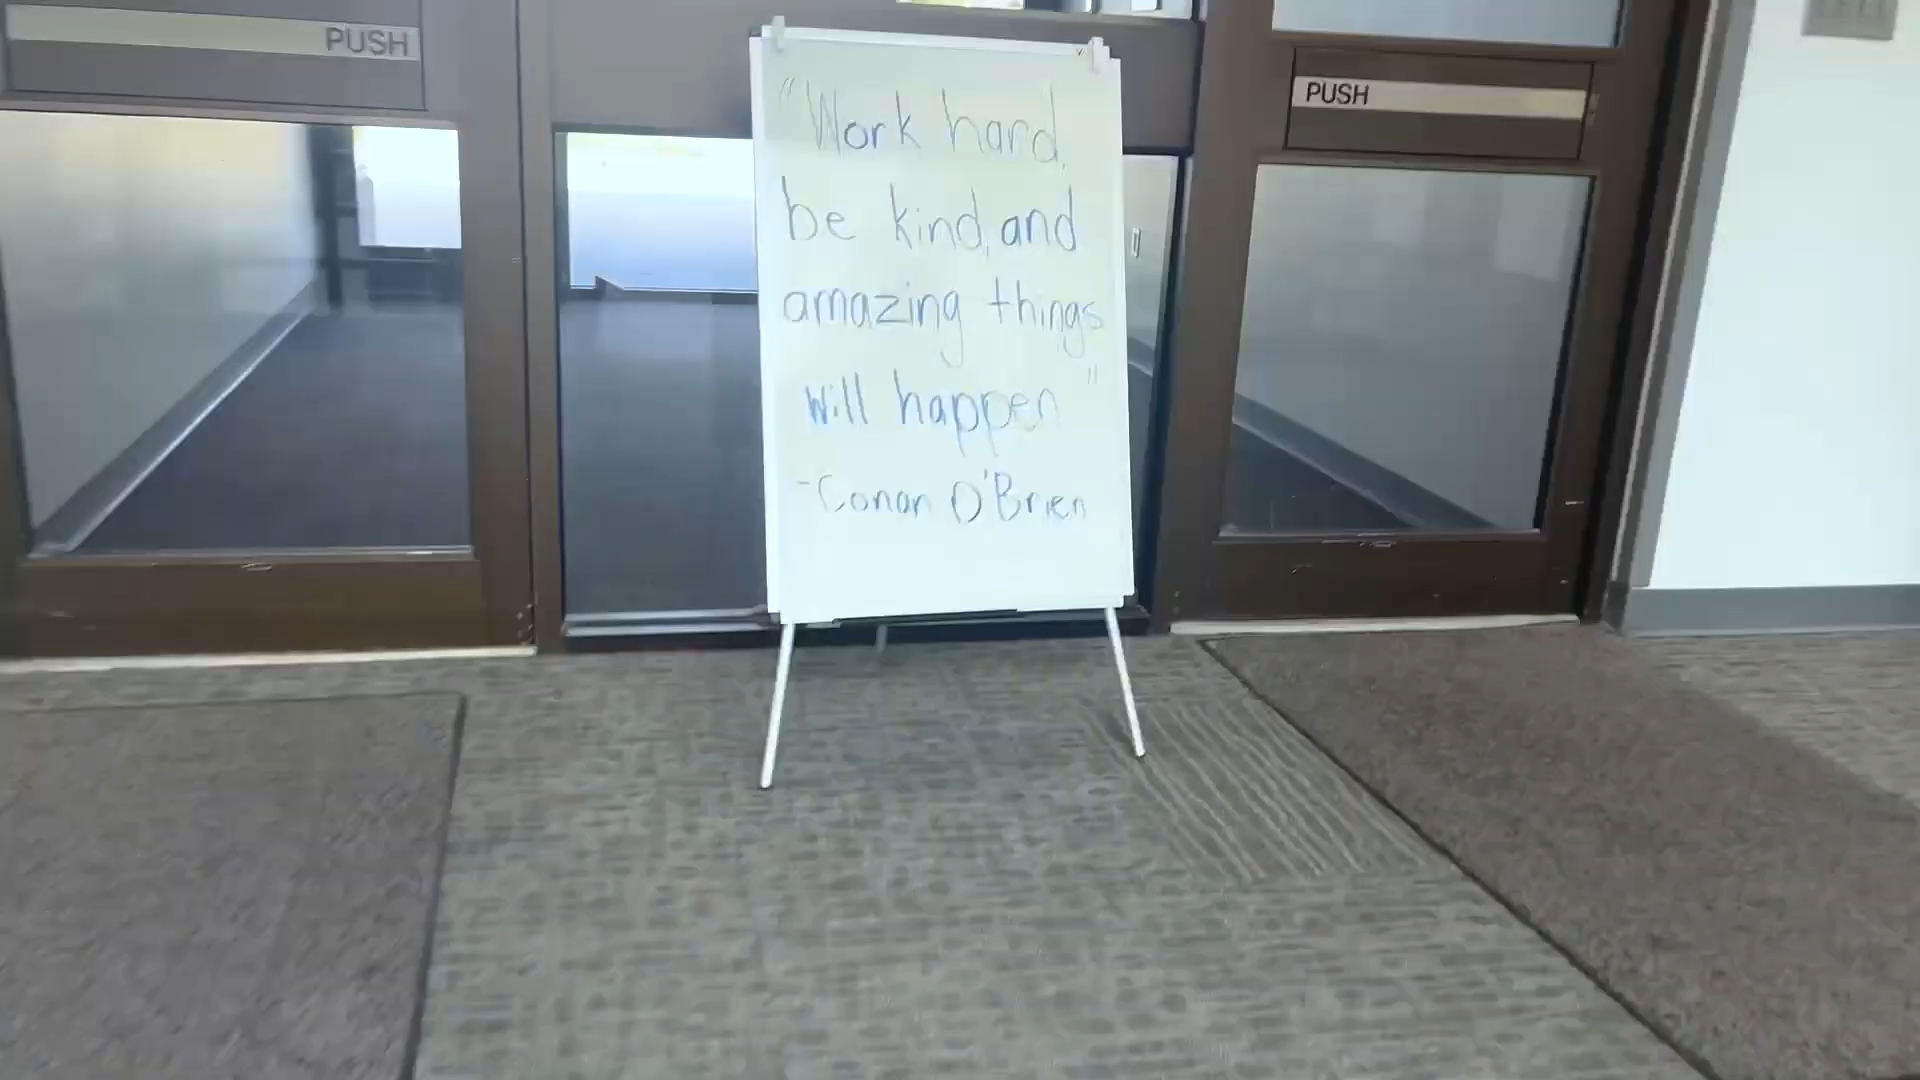 PUSH
PUSH
"Work hard,
be kind, and
amazing things
will happen"
-Conan O'Brien